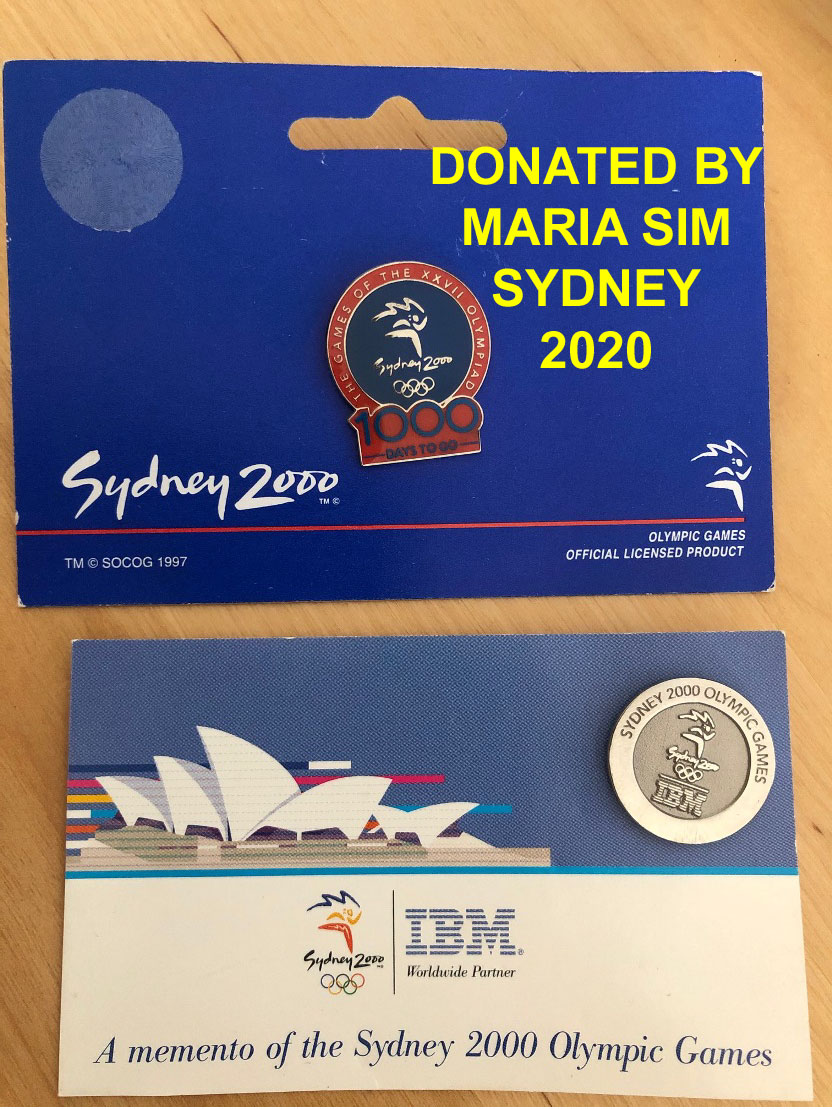 DONATED BY
MARIA SIM
SYDNEY
2020
THE GAMES OF THE XXVII OLYMPIAD
Sydney 2000
1000
DAYS TO GO
Sydney 2000
TM ©
OLYMPIC GAMES
OFFICIAL LICENSED PRODUCT
TM © SOCOG 1997
SYDNEY 2000 OLYMPIC GAMES
Sydney 2000
IBM
Sydney 2000
IBM®
Worldwide Partner
A memento of the Sydney 2000 Olympic Games